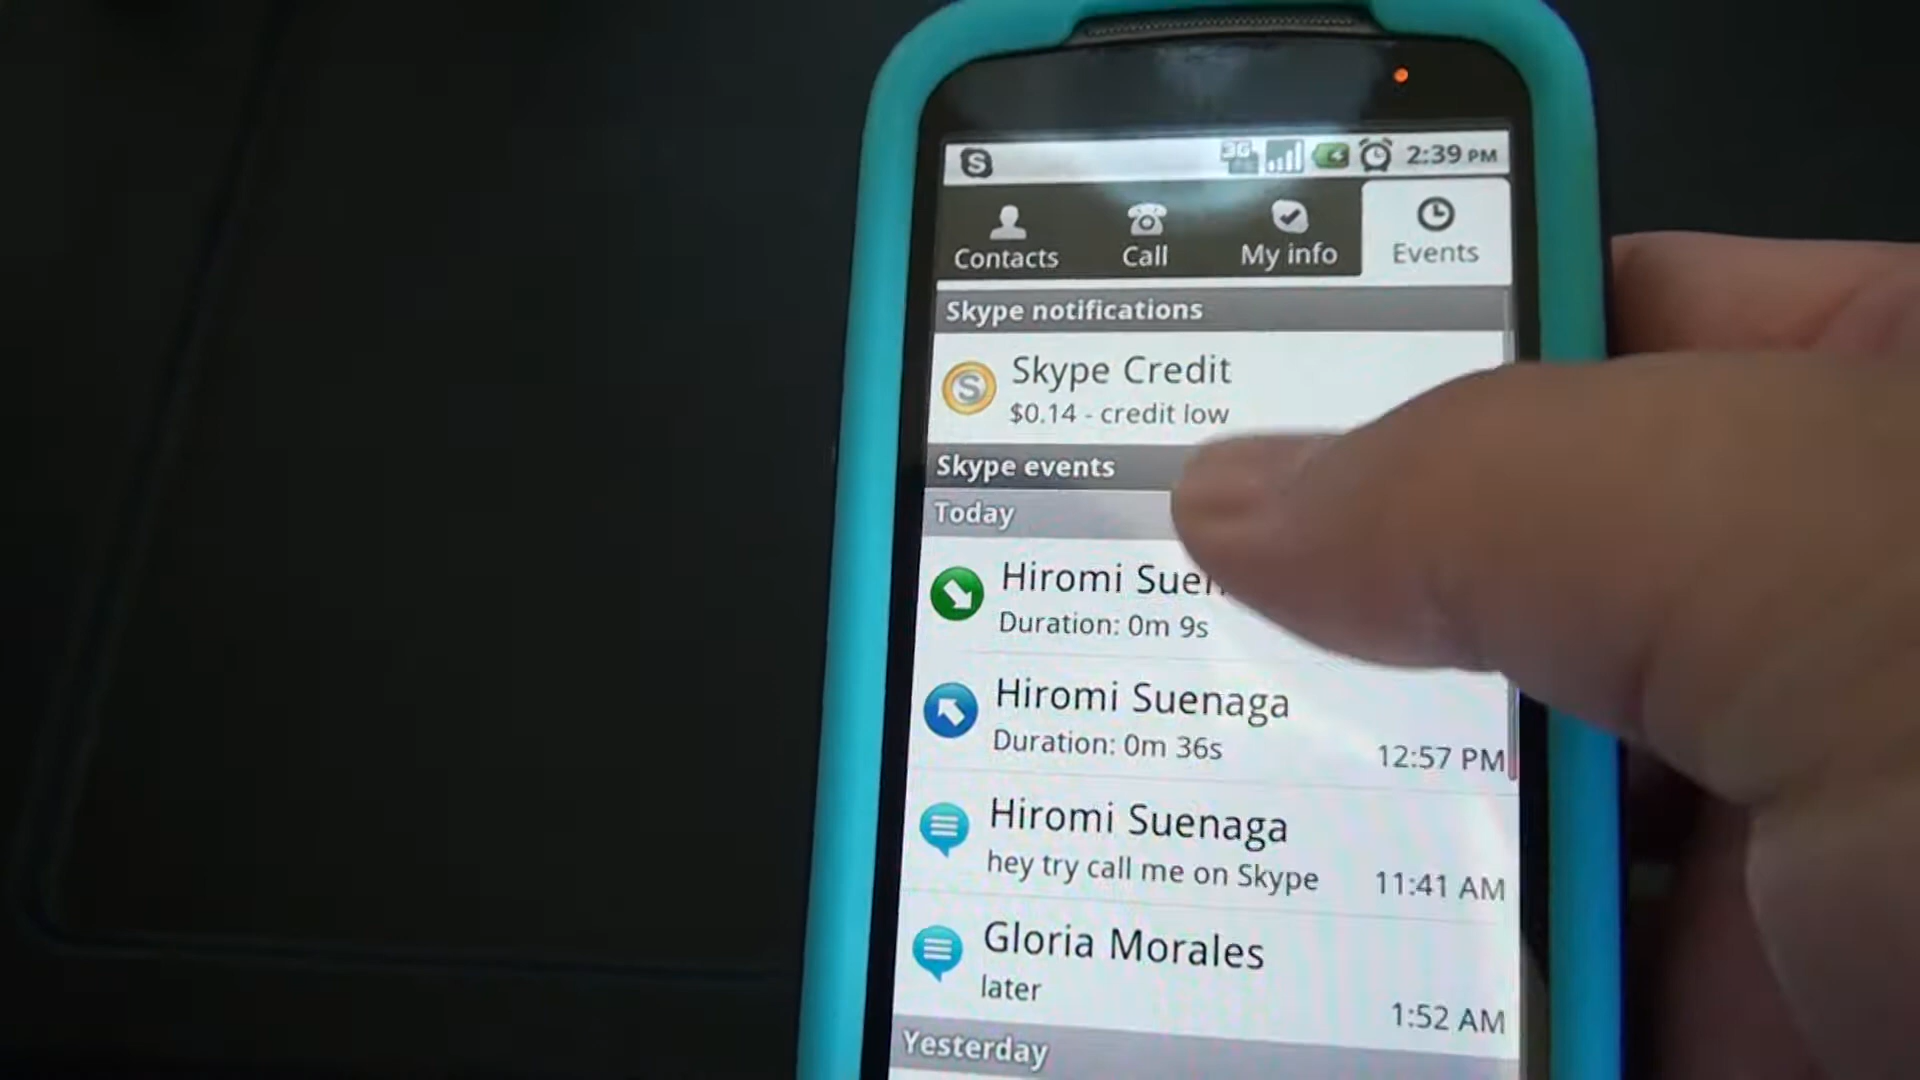 3G
2:39 PM
Contacts
Call
My info
Events
Skype notifications
Skype Credit
$0.14 - credit low
Skype events
Today
Hiromi
Duration: 0m 9s
Hiromi Suenaga
Duration: 0m 36s
12:57 PM
Hiromi Suenaga
hey try call me on Skype
11:41 AM
Gloria Morales
later
1:52 AM
Yesterday